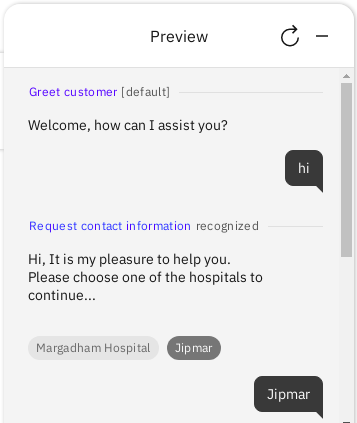 Preview
Greet customer [default]
Welcome, how can I assist you?
hi
Request contact information recognized
Hi, It is my pleasure to help you.
Please choose one of the hospitals to
continue...
Margadham Hospital Jipmar
Jipmar